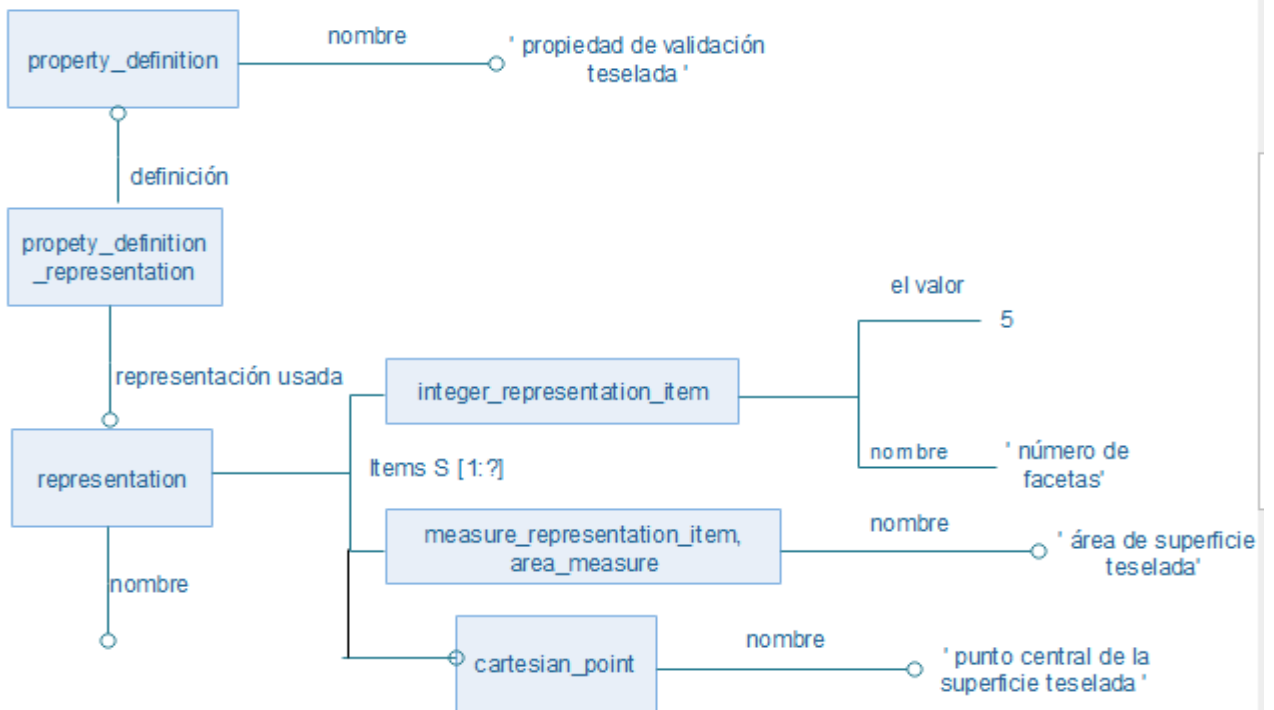 property_definition
nombre
' propiedad de validación
teselada '
definición
propety_definition
_representation
el valor
5
representación usada
integer_representation_item
nombre
' número de
facetas'
Items S [1:?]
representation
measure_representation_item,
area_measure
nombre
' área de superficie
teselada'
nombre
cartesian_point
nombre
' punto central de la
superficie teselada '